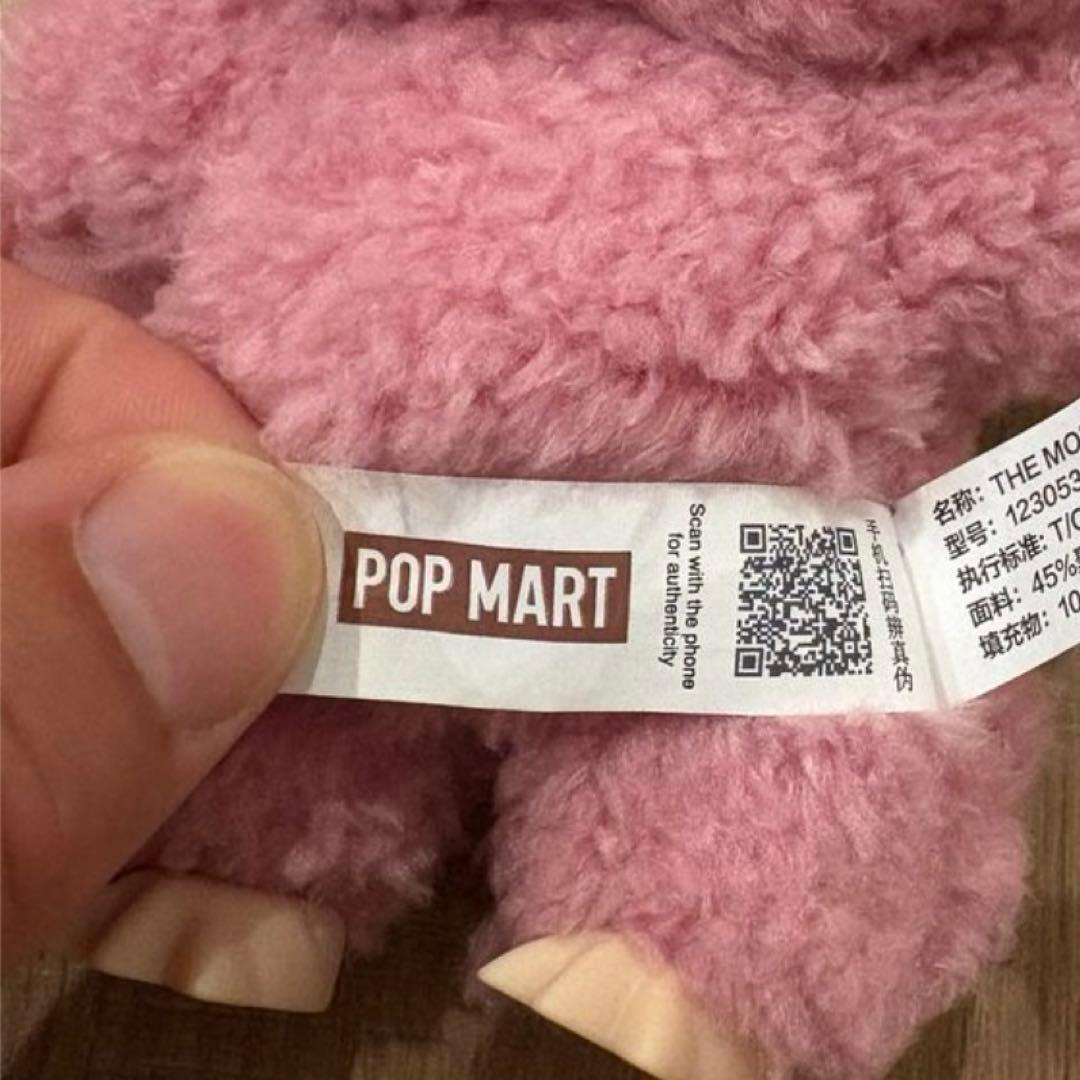 POP MART
Scan with the phone
for authenticity
手机扫码辨真伪
名称: THE MO
型号: 123053
执行标准: T/C
面料: 45%
填充物: 10